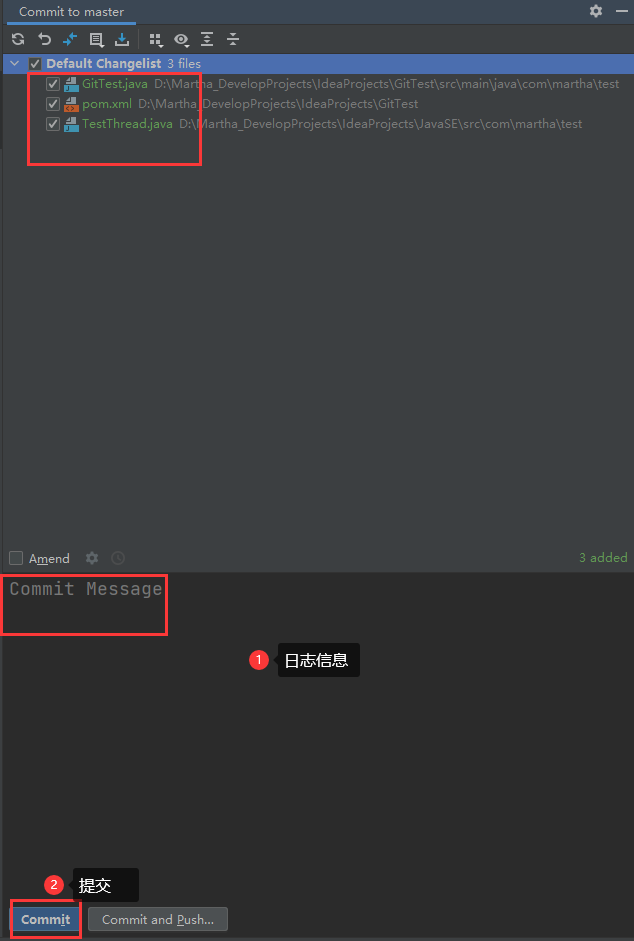 Commit to master
Default Changelist 3 files
GitTest.java D:\Martha_DevelopProjects\IdeaProjects\GitTest\src\main\java\com\martha\test
pom.xml D:\Martha_DevelopProjects\IdeaProjects\GitTest
TestThread.java D:\Martha_DevelopProjects\IdeaProjects\JavaSE\src\com\martha\test
Amend 3 added
Commit Message
1 日志信息
2 提交
Commit Commit and Push...